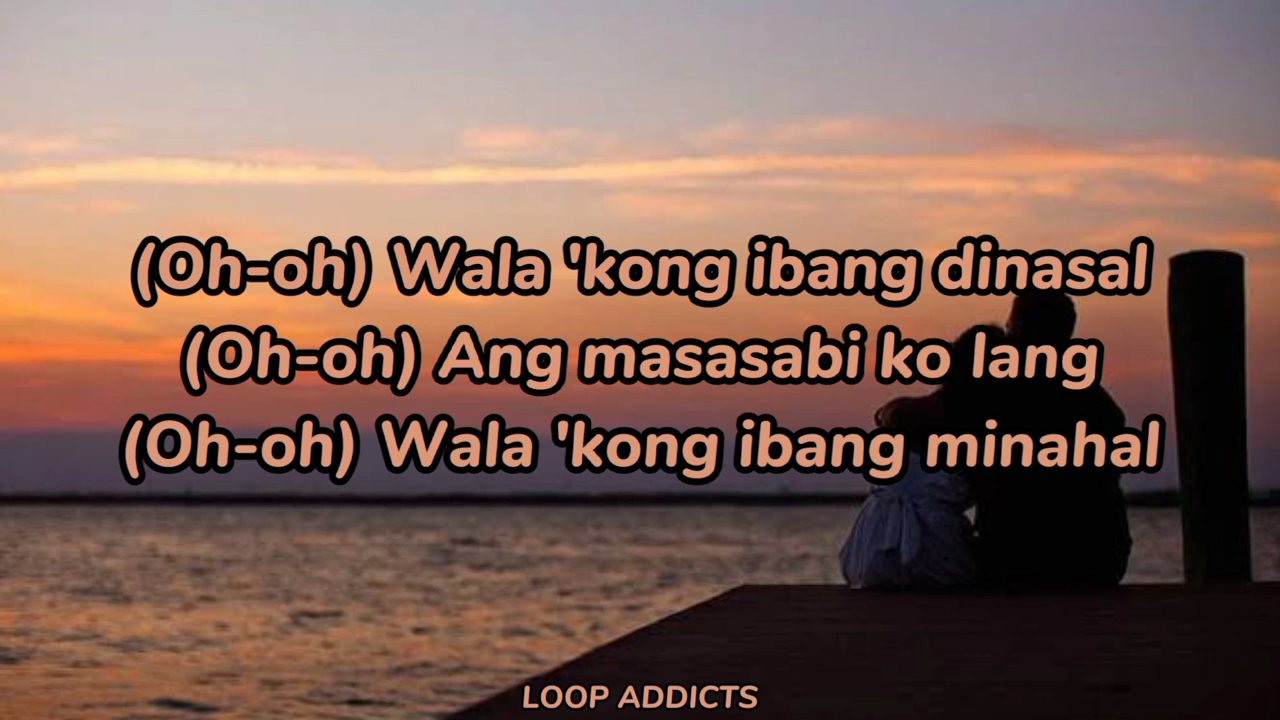 (Oh-oh) Wala 'kong ibang dinasal
(Oh-oh) Ang masasabi ko lang
(Oh-oh) Wala 'kong ibang minahal
LOOP ADDICTS